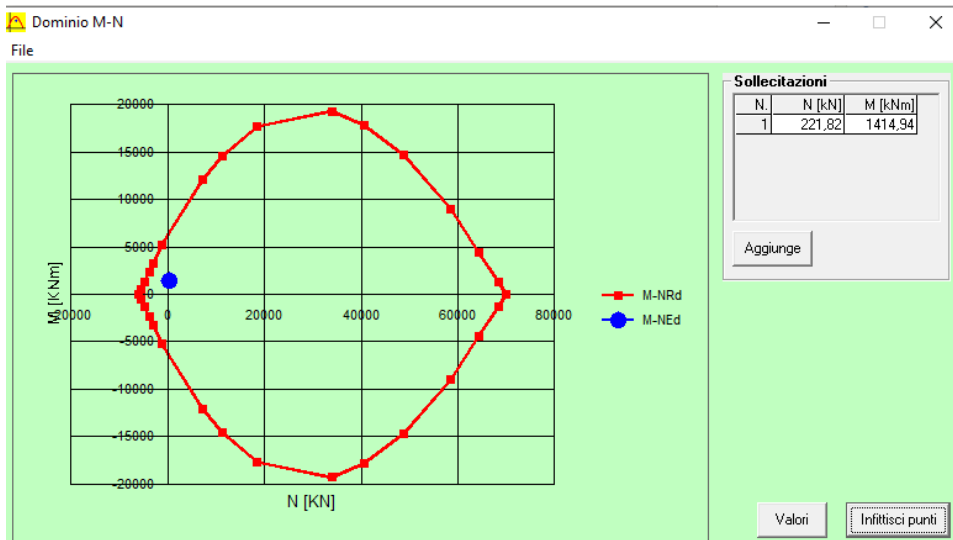 Dominio M-N
File
20000
15000
10000
5000
0
-5000
-10000
-15000
-20000
M, [KNm]
-20000 0 20000 40000 60000 80000
N [KN]
M-NRd
M-NEd
Sollecitazioni
N. N [kN] M [kNm]
1 221,82 1414,94
Aggiunge
Valori Infittisci punti